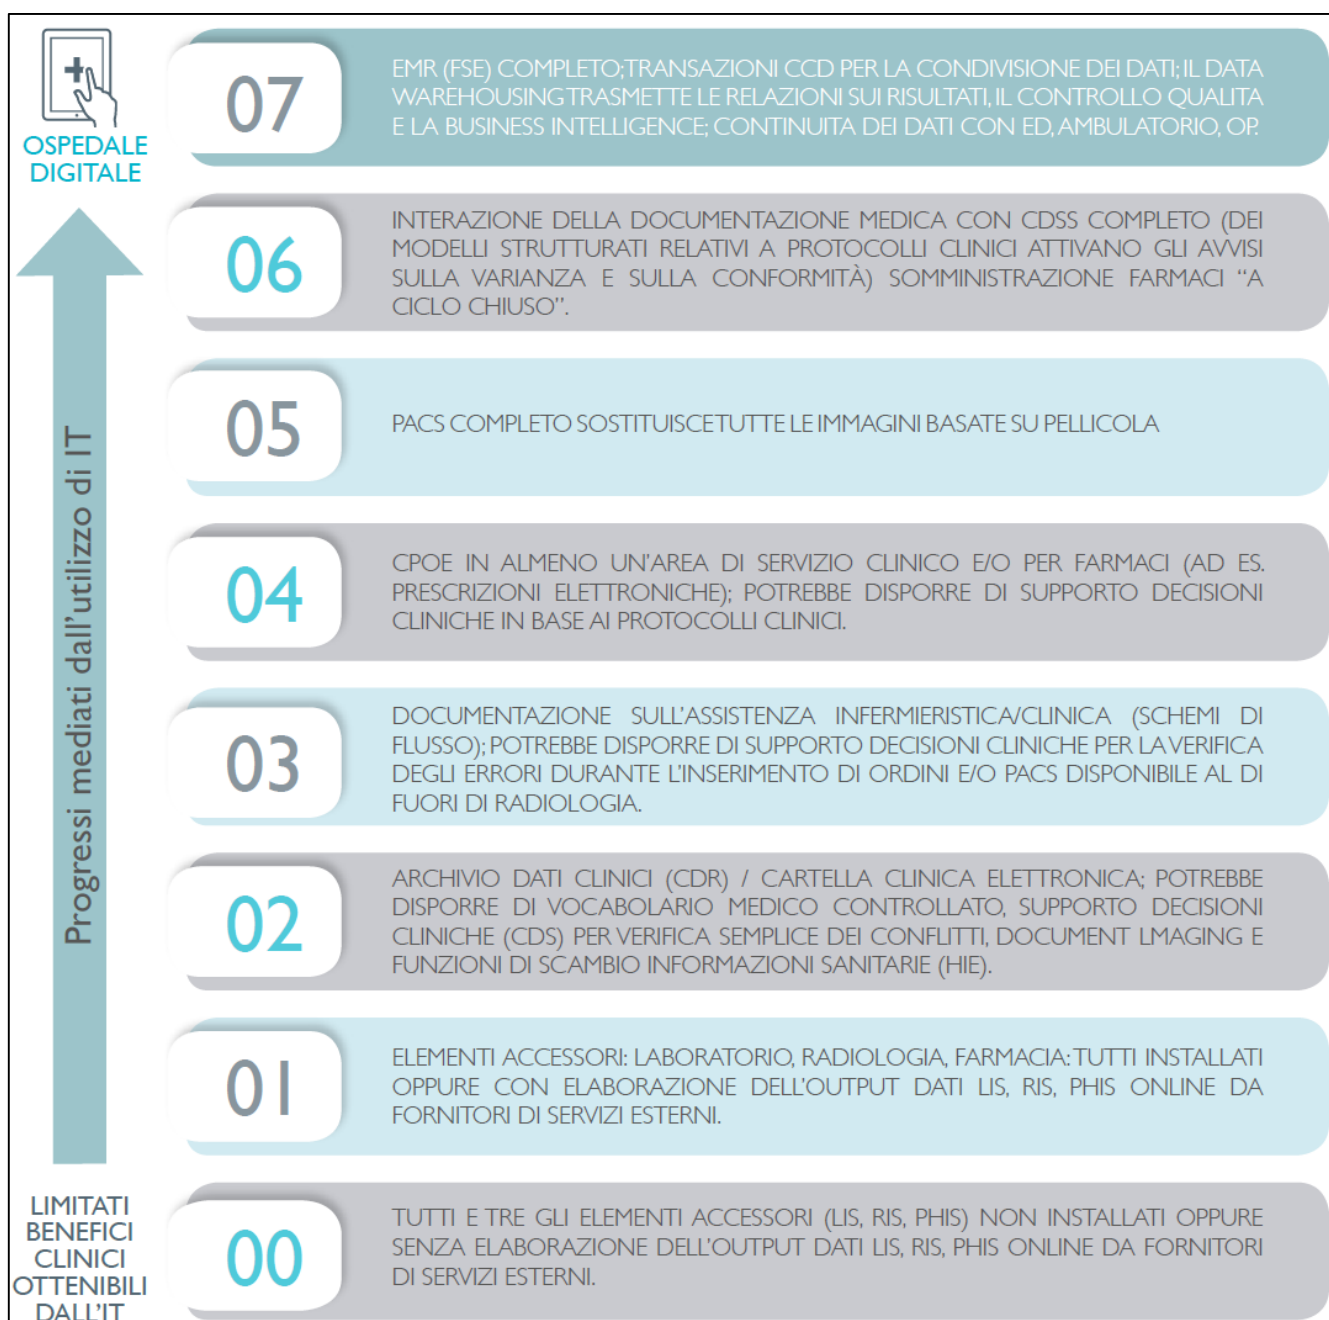 OSPEDALE
DIGITALE
07
EMR (FSE) COMPLETO; TRANSAZIONI CCD PER LA CONDIVISIONE DEI DATI; IL DATA
WAREHOUSING TRASMETTE LE RELAZIONI SUI RISULTATI, IL CONTROLLO QUALITA
E LA BUSINESS INTELLIGENCE; CONTINUITA DEI DATI CON ED, AMBULATORIO, OP.
06
INTERAZIONE DELLA DOCUMENTAZIONE MEDICA CON CDSS COMPLETO (DEI
MODELLI STRUTTURATI RELATIVI A PROTOCOLLI CLINICI ATTIVANO GLI AVVISI
SULLA VARIANZA E SULLA CONFORMITÀ) SOMMINISTRAZIONE FARMACI “A
CICLO CHIUSO”.
05
PACS COMPLETO SOSTITUISCE TUTTE LE IMMAGINI BASATE SU PELLICOLA
04
CPOE IN ALMENO UN’AREA DI SERVIZIO CLINICO E/O PER FARMACI (AD ES.
PRESCRIZIONI ELETTRONICHE); POTREBBE DISPORRE DI SUPPORTO DECISIONI
CLINICHE IN BASE AI PROTOCOLLI CLINICI.
03
DOCUMENTAZIONE SULL’ASSISTENZA INFERMIERISTICA/CLINICA (SCHEMI DI
FLUSSO); POTREBBE DISPORRE DI SUPPORTO DECISIONI CLINICHE PER LA VERIFICA
DEGLI ERRORI DURANTE L’INSERIMENTO DI ORDINI E/O PACS DISPONIBILE AL DI
FUORI DI RADIOLOGIA.
02
ARCHIVIO DATI CLINICI (CDR) / CARTELLA CLINICA ELETTRONICA; POTREBBE
DISPORRE DI VOCABOLARIO MEDICO CONTROLLATO, SUPPORTO DECISIONI
CLINICHE (CDS) PER VERIFICA SEMPLICE DEI CONFLITTI, DOCUMENT LMAGING E
FUNZIONI DI SCAMBIO INFORMAZIONI SANITARIE (HIE).
01
ELEMENTI ACCESSORI: LABORATORIO, RADIOLOGIA, FARMACIA: TUTTI INSTALLATI
OPPURE CON ELABORAZIONE DELL’OUTPUT DATI LIS, RIS, PHIS ONLINE DA
FORNITORI DI SERVIZI ESTERNI.
00
TUTTI E TRE GLI ELEMENTI ACCESSORI (LIS, RIS, PHIS) NON INSTALLATI OPPURE
SENZA ELABORAZIONE DELL’OUTPUT DATI LIS, RIS, PHIS ONLINE DA FORNITORI
DI SERVIZI ESTERNI.
Progressi mediati dall’utilizzo di IT
LIMITATI
BENEFICI
CLINICI
OTTENIBILI
DALL’IT